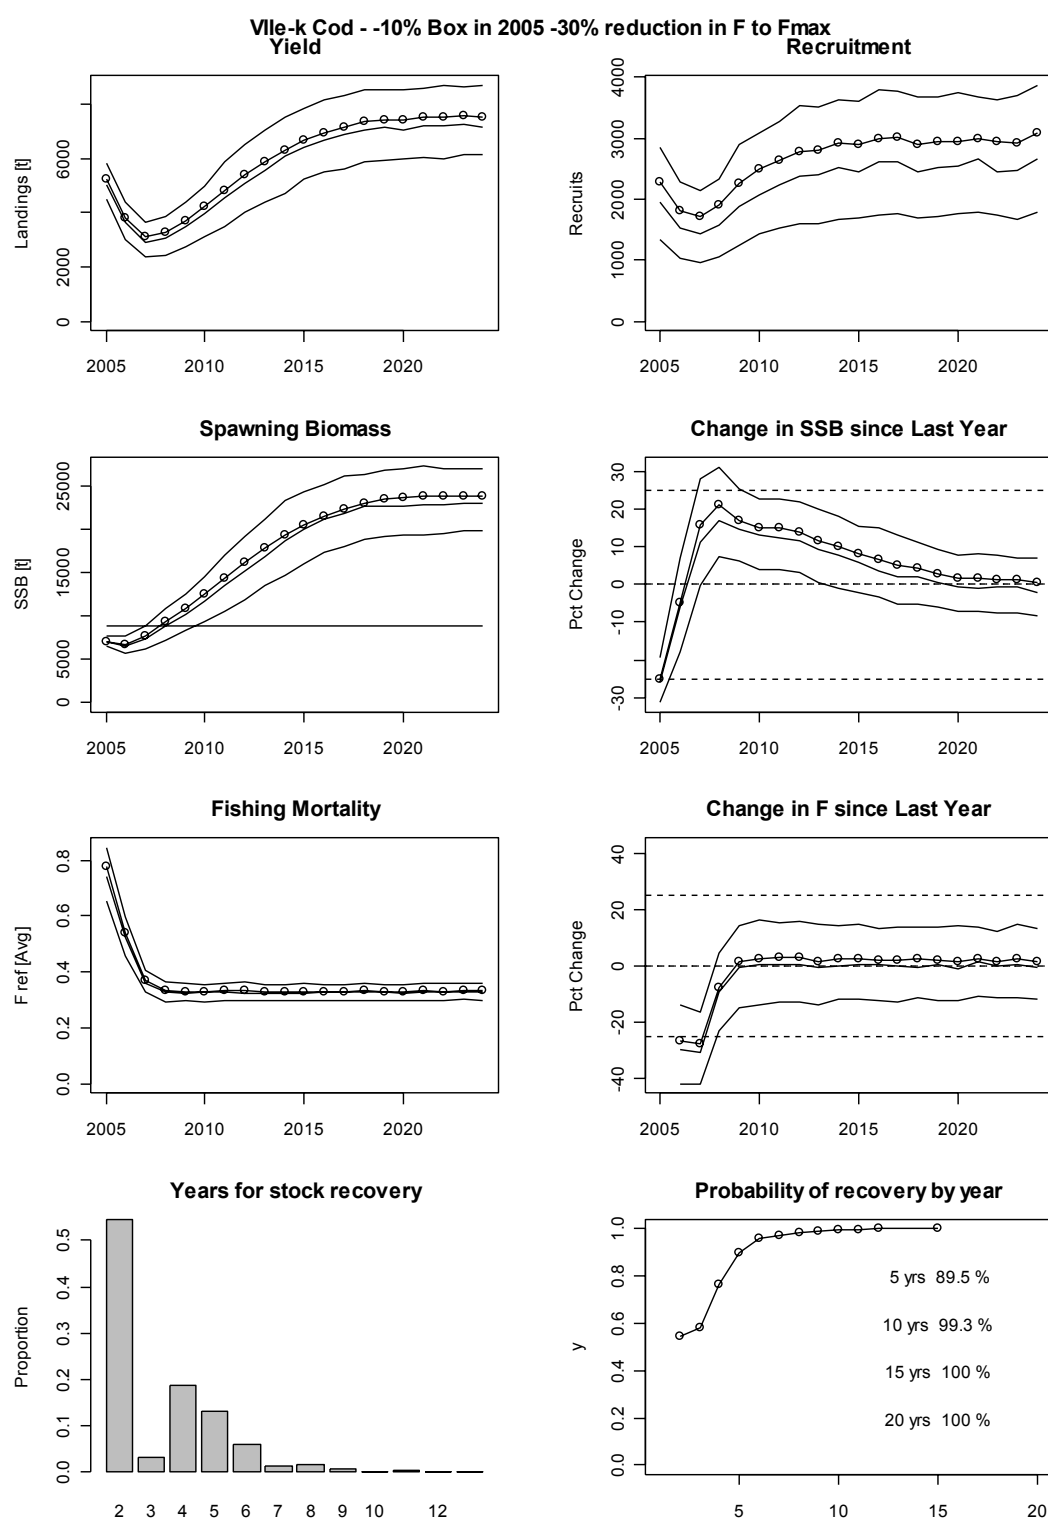 VIIe-k Cod - -10% Box in 2005 -30% reduction in F to Fmax
Yield
Recruitment
Landings [t]
0 2000 6000
2005 2010 2015 2020
Recruits
0 1000 2000 3000 4000
2005 2010 2015 2020
Spawning Biomass
Change in SSB since Last Year
SSB [t]
0 5000 15000 25000
2005 2010 2015 2020
Pct Change
-30 -10 0 10 20 30
2005 2010 2015 2020
Fishing Mortality
Change in F since Last Year
F ref [Avg]
0.0 0.2 0.4 0.6 0.8
2005 2010 2015 2020
Pct Change
-40 -20 0 20 40
2005 2010 2015 2020
Years for stock recovery
Probability of recovery by year
Proportion
0.0 0.1 0.2 0.3 0.4 0.5
2 3 4 5 6 7 8 9 10 12
y
0.0 0.2 0.4 0.6 0.8 1.0
5 yrs 89.5 %
10 yrs 99.3 %
15 yrs 100 %
20 yrs 100 %
5 10 15 20